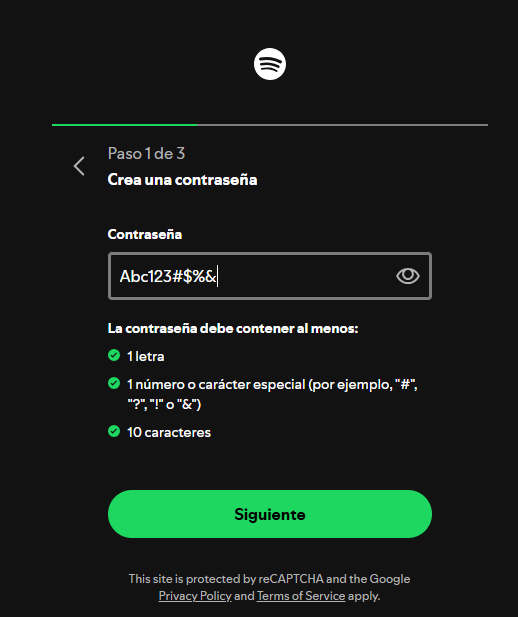 Paso 1 de 3
Crea una contraseña
Contraseña
Abc123#$%&
La contraseña debe contener al menos:
1 letra
1 número o carácter especial (por ejemplo, "#",
"?", "!" o "&")
10 caracteres
Siguiente
This site is protected by reCAPTCHA and the Google
Privacy Policy and Terms of Service apply.